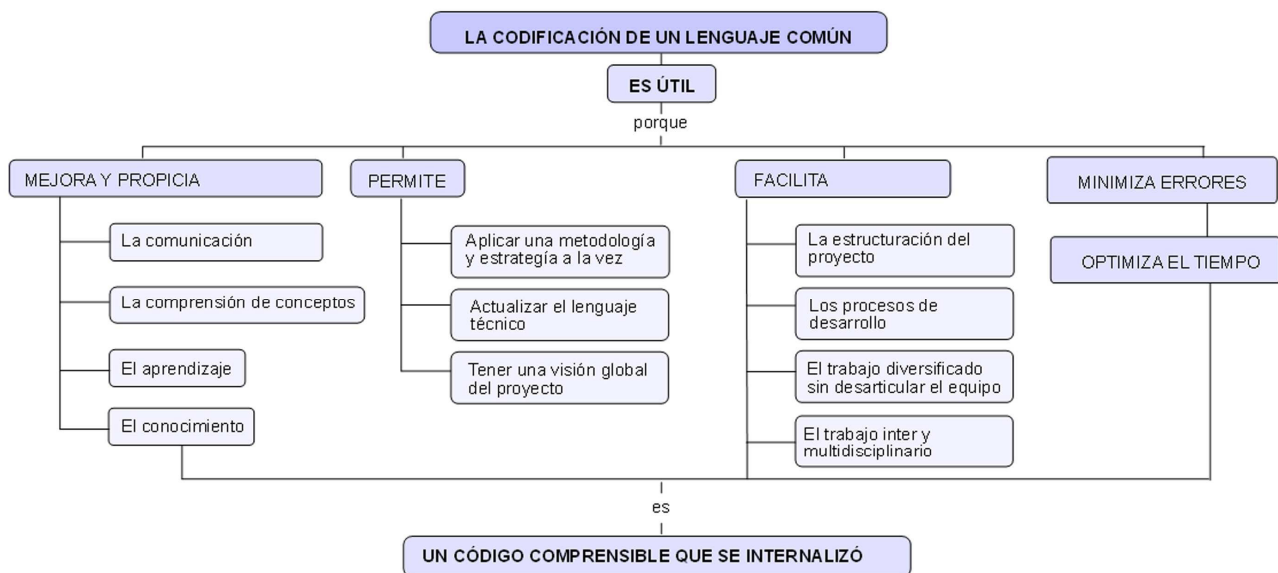 LA CODIFICACIÓN DE UN LENGUAJE COMÚN
ES ÚTIL
porque
MEJORA Y PROPICIA
La comunicación
La comprensión de conceptos
El aprendizaje
El conocimiento
PERMITE
Aplicar una metodología
y estrategía a la vez
Actualizar el lenguaje
técnico
Tener una visión global
del proyecto
FACILITA
La estructuración del
proyecto
Los procesos de
desarrollo
El trabajo diversificado
sin desarticular el equipo
El trabajo inter y
multidisciplinario
MINIMIZA ERRORES
OPTIMIZA EL TIEMPO
es
UN CÓDIGO COMPRENSIBLE QUE SE INTERNALIZÓ